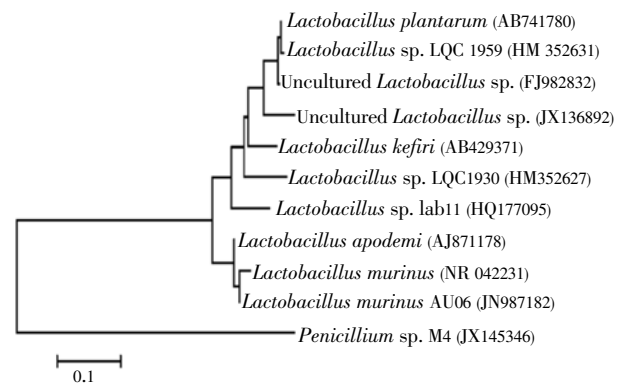 Lactobacillus plantarum (AB741780)
Lactobacillus sp. LQC 1959 (HM 352631)
Uncultured Lactobacillus sp. (FJ982832)
Uncultured Lactobacillus sp. (JX136892)
Lactobacillus kefiri (AB429371)
Lactobacillus sp. LQC1930 (HM352627)
Lactobacillus sp. lab11 (HQ177095)
Lactobacillus apodemi (AJ871178)
Lactobacillus murinus (NR 042231)
Lactobacillus murinus AU06 (JN987182)
Penicillium sp. M4 (JX145346)
0.1